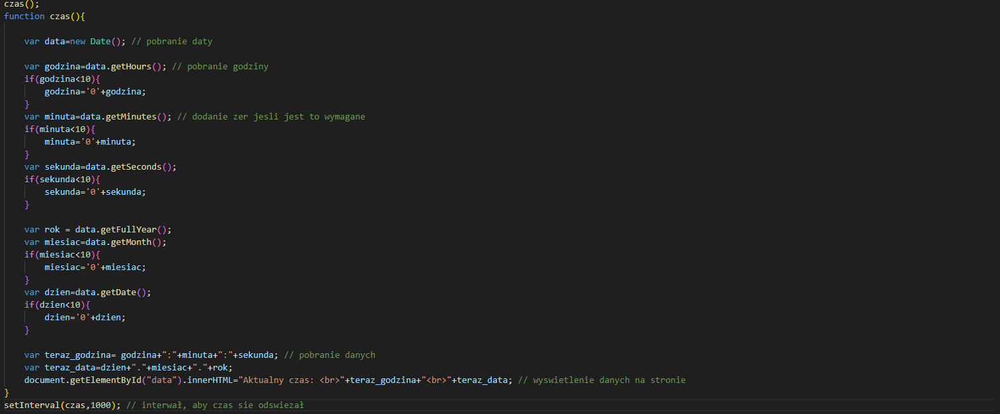 czas();
function czas(){
var data=new Date(); // pobranie daty
var godzina=data.getHours(); // pobranie godziny
if(godzina<10){
godzina='0'+godzina;
}
var minuta=data.getMinutes(); // dodanie zer jesli jest to wymagane
if(minuta<10){
minuta='0'+minuta;
}
var sekunda=data.getSeconds();
if(sekunda<10){
sekunda='0'+sekunda;
}
var rok = data.getFullYear();
var miesiac=data.getMonth();
if(miesiac<10){
miesiac='0'+miesiac;
}
var dzien=data.getDate();
if(dzien<10){
dzien='0'+dzien;
}
var teraz_godzina= godzina+":"+minuta+":"+sekunda; // pobranie danych
var teraz_data=dzien+"."+miesiac+"."+rok;
document.getElementById("data").innerHTML="Aktualny czas: <br>"+teraz_godzina+"<br>"+teraz_data; // wyswietlenie danych na stronie
}
setInterval(czas,1000); // interwał, aby czas sie odswiezał